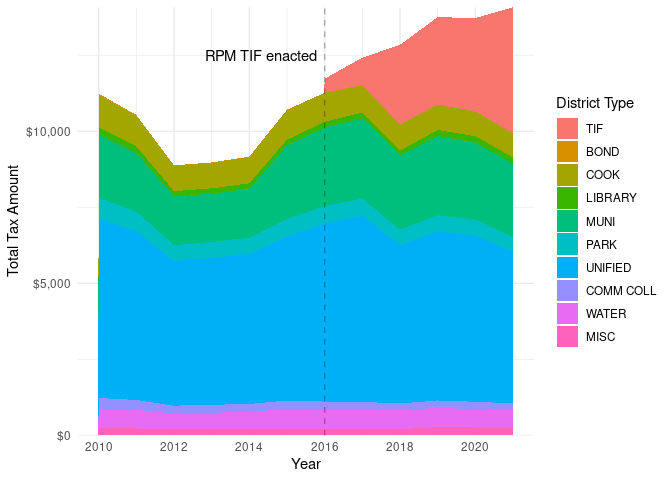 RPM TIF enacted
Total Tax Amount
$10,000
$5,000
$0
2010 2012 2014 2016 2018 2020
Year
District Type
TIF
BOND
COOK
LIBRARY
MUNI
PARK
UNIFIED
COMM COLL
WATER
MISC